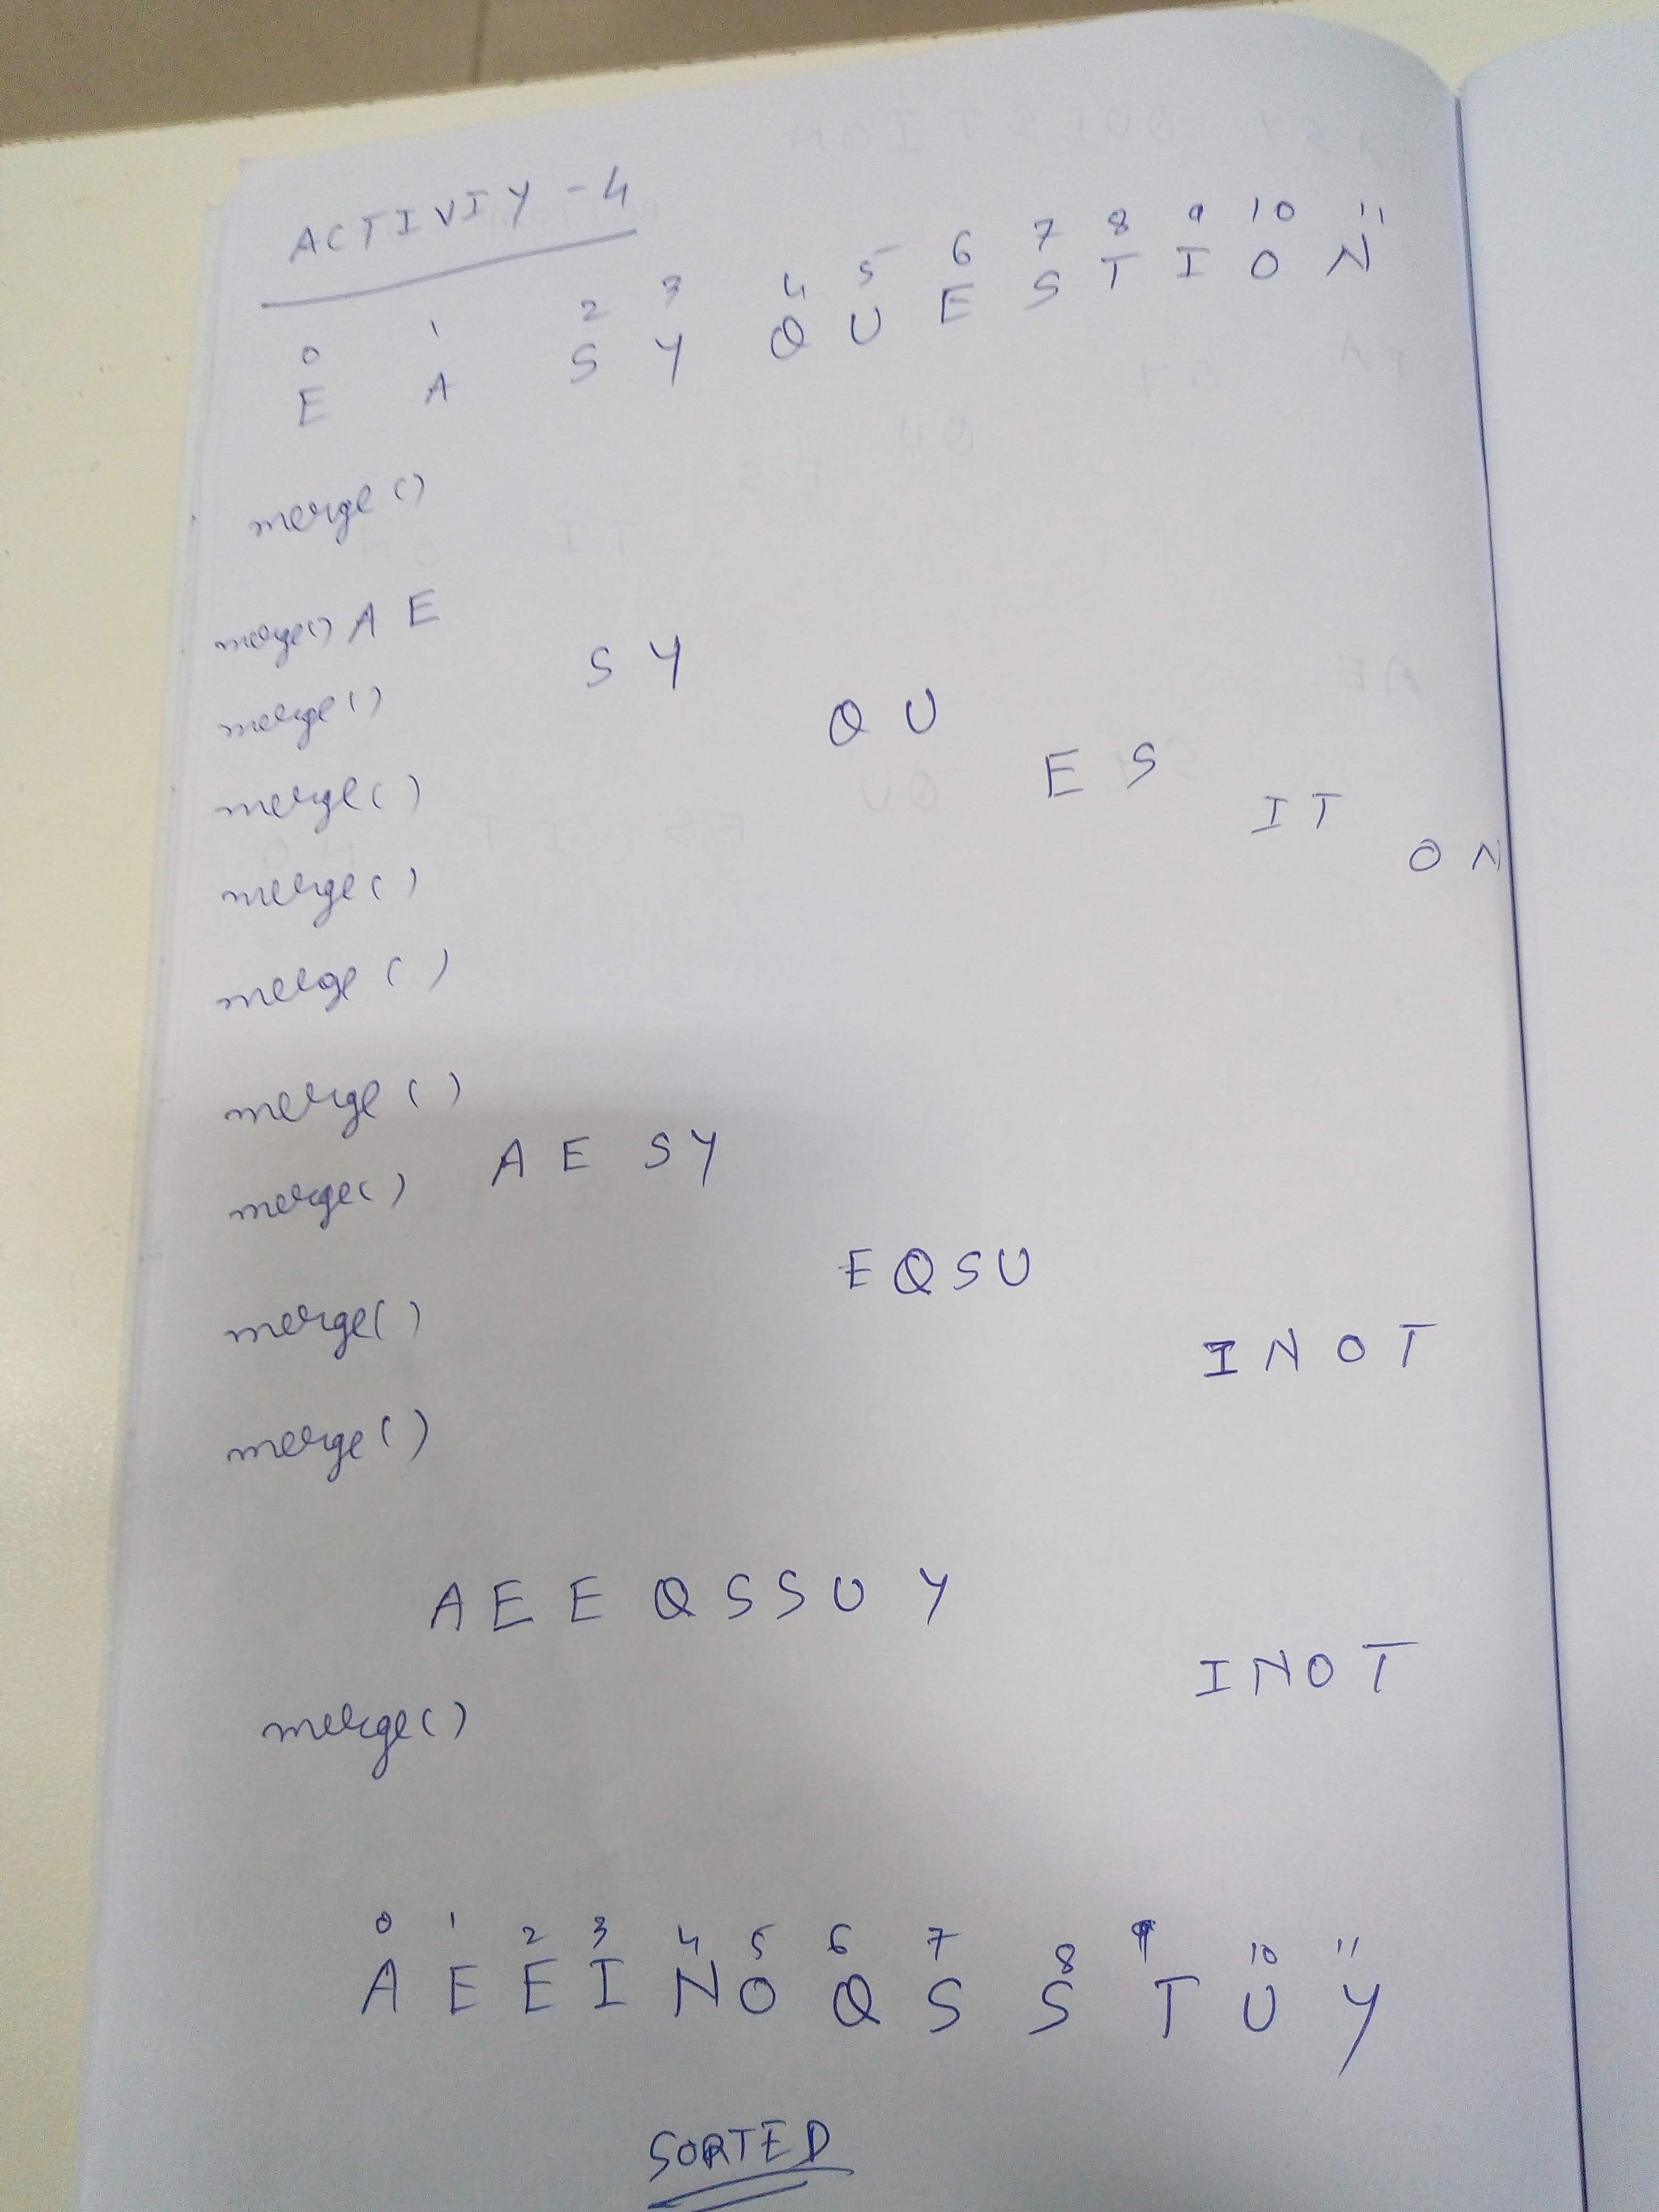 ACTIVIY - 4
0 1 2 3 4 5 6 7 8 9 10 11
E A S Y Q U E S T I O N
merge ()
merge() A E
S Y
merge()
Q U
merge()
E S
I T
merge()
O N
merge ()
merge ()
A E S Y
merge()
E Q S U
merge()
I N O T
merge()
A E E Q S S U Y
I N O T
merge()
0 1 2 3 4 5 6 7 8 9 10 11
A E E I N O Q S S T U Y
SORTED